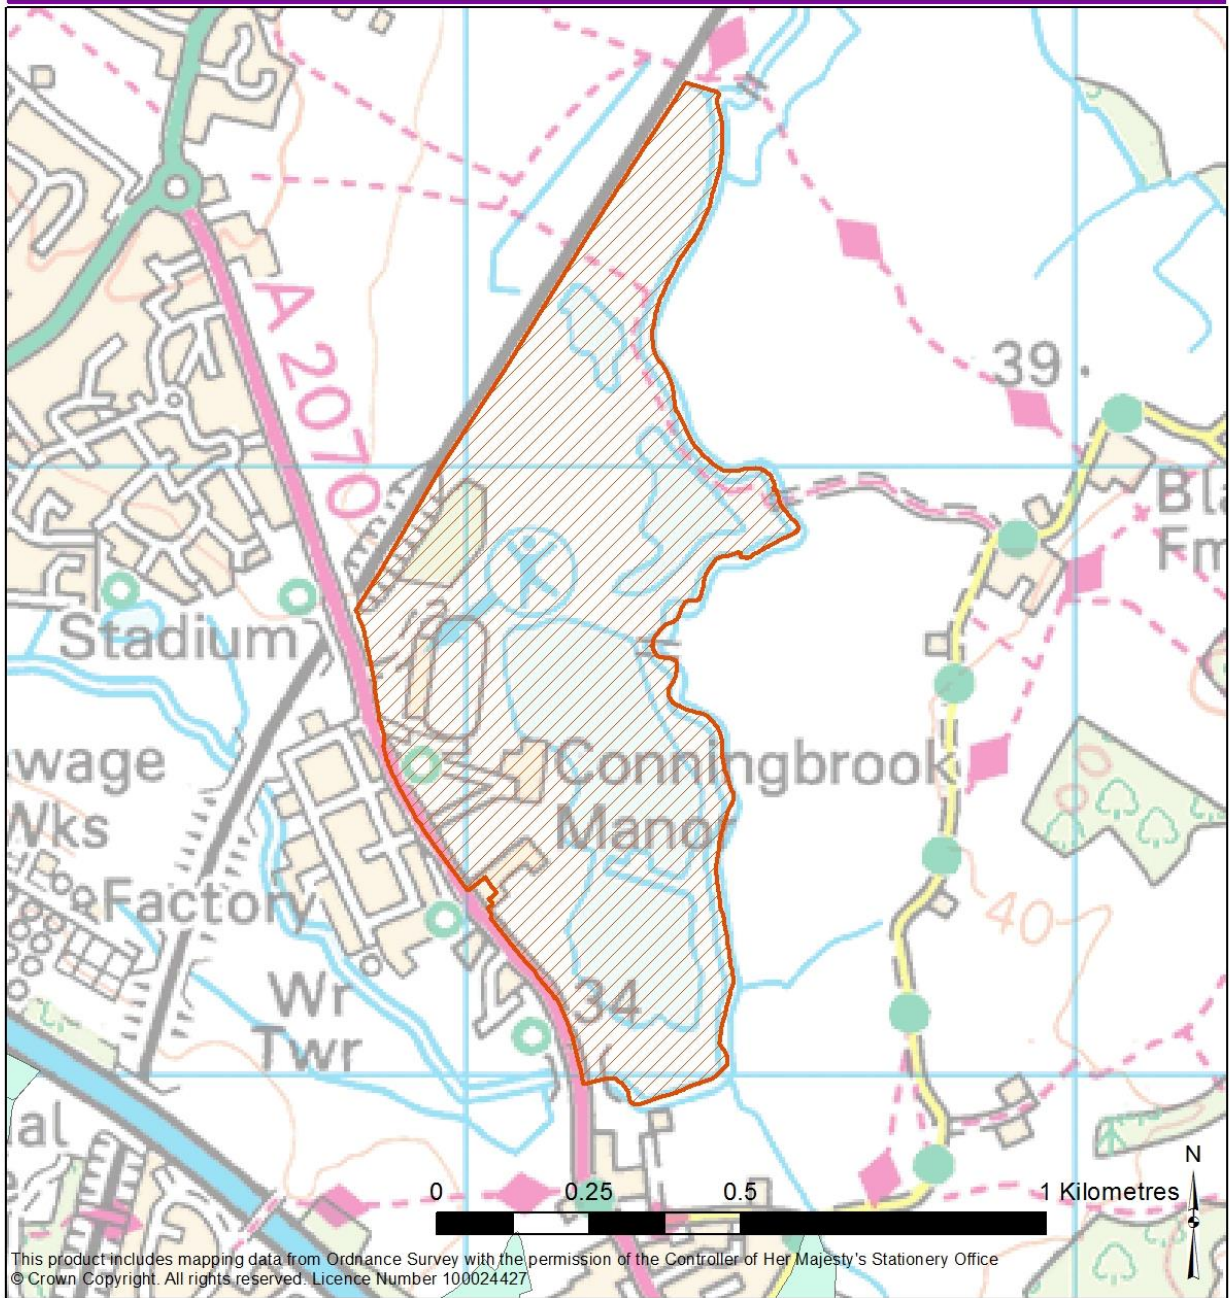 A 2070
39
Bla
Fm
Stadium
wage
Wks
Conningbrook
Manor
Factory
40
Wr
Twr
34
al
N
0 0.25 0.5 1 Kilometres
This product includes mapping data from Ordnance Survey with the permission of the Controller of Her Majesty's Stationery Office
© Crown Copyright. All rights reserved. Licence Number 100024427